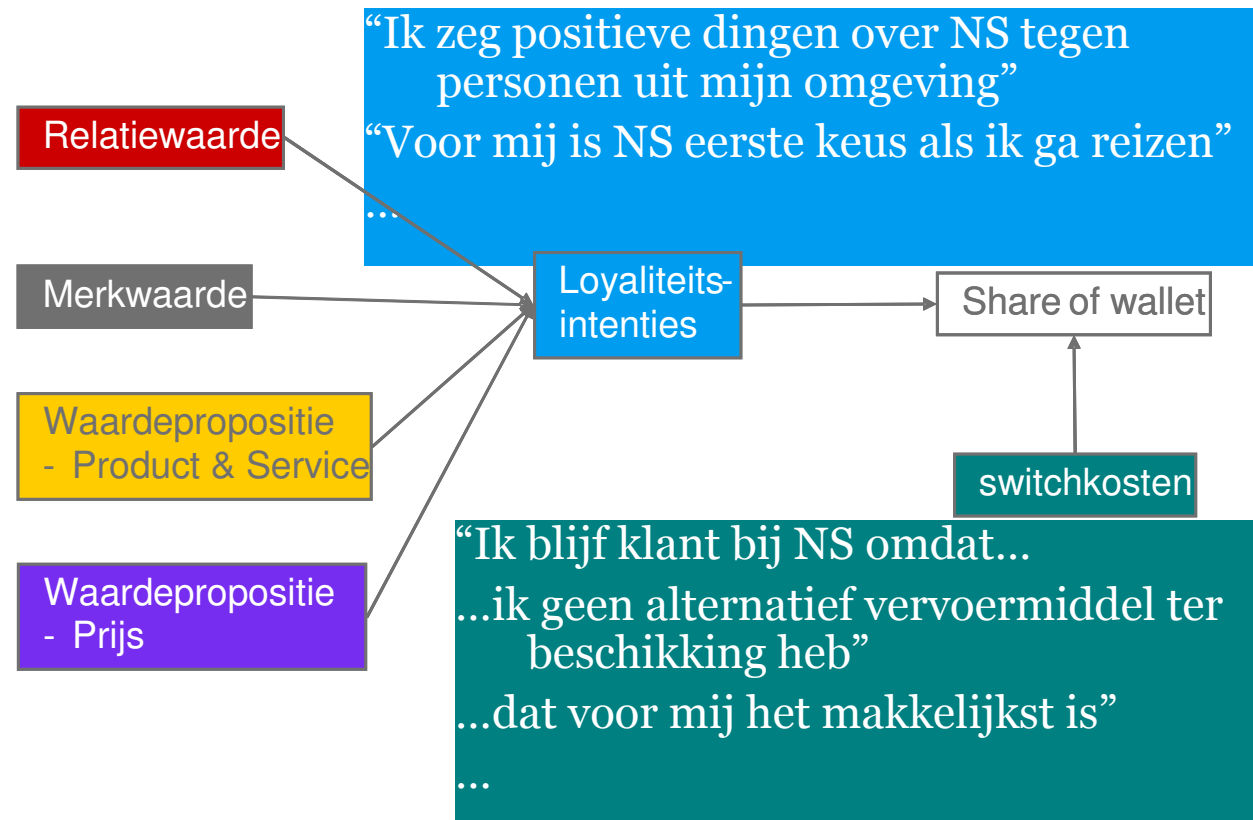 “Ik zeg positieve dingen over NS tegen
personen uit mijn omgeving”
“Voor mij is NS eerste keus als ik ga reizen”
…
Relatiewaarde
Merkwaarde
Waardepropositie
- Product & Service
Waardepropositie
- Prijs
Loyaliteits-
intenties
Share of wallet
switchkosten
“Ik blijf klant bij NS omdat…
…ik geen alternatief vervoermiddel ter
beschikking heb”
…dat voor mij het makkelijkst is”
…